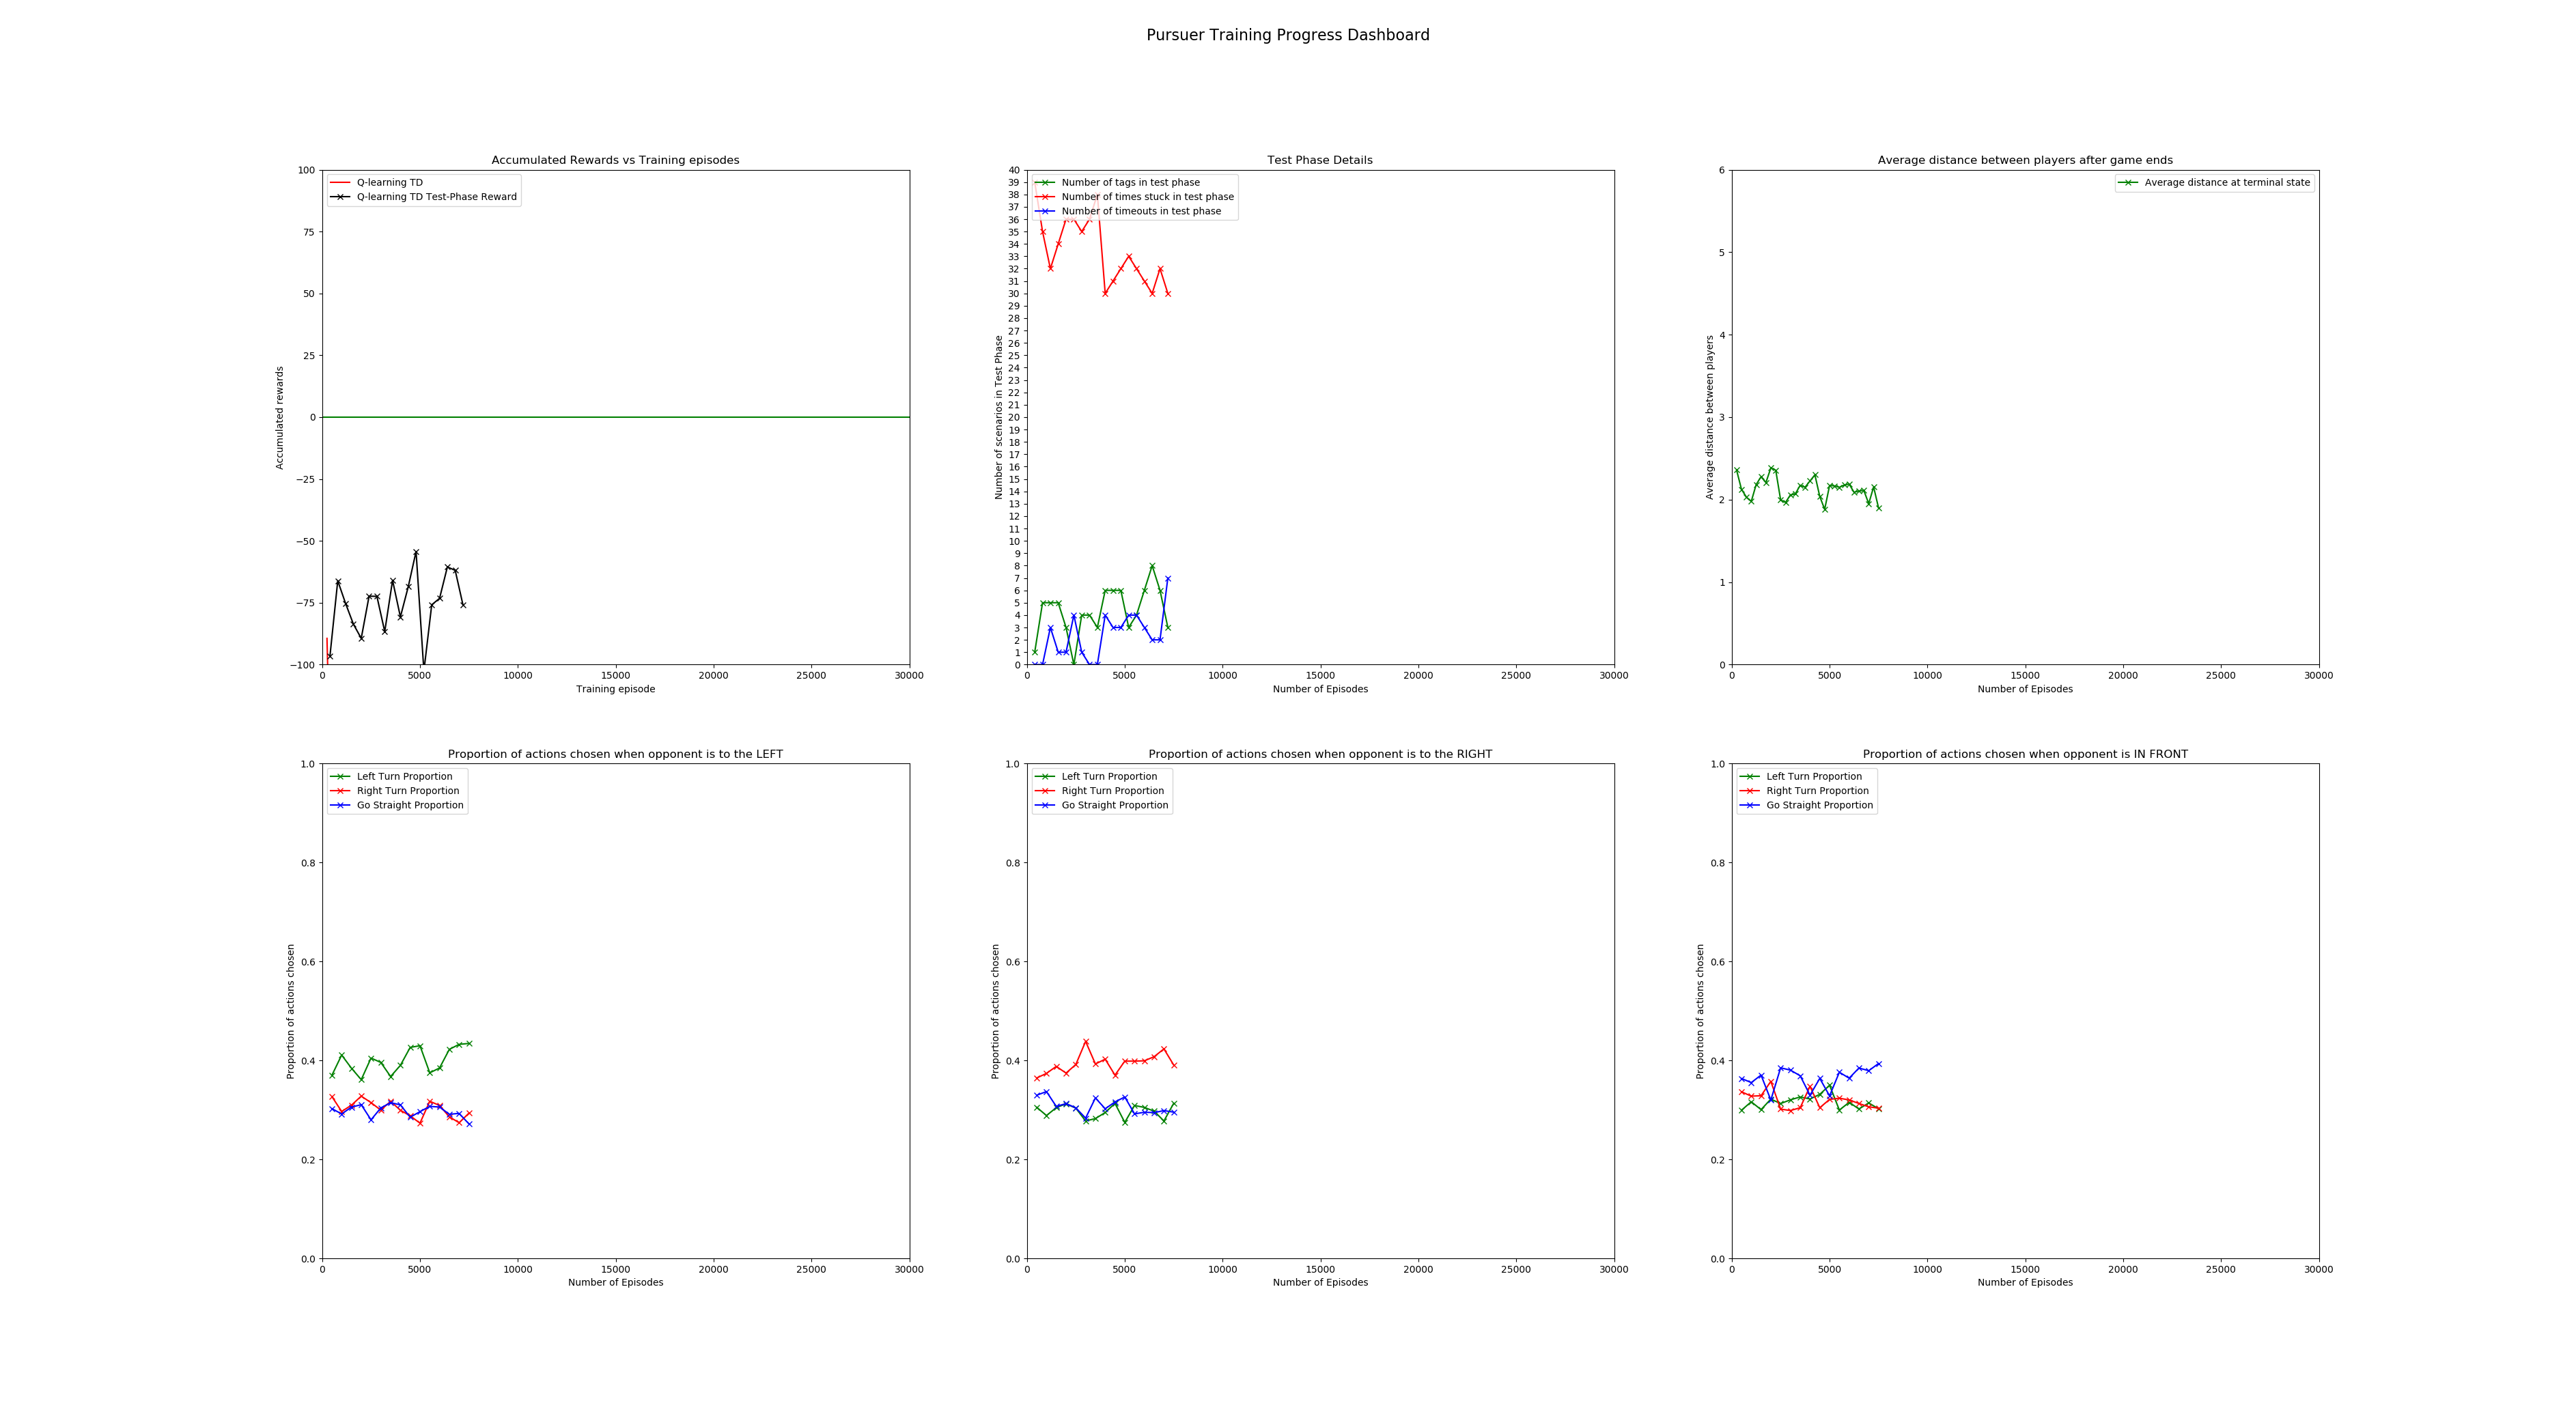 Pursuer Training Progress Dashboard
Accumulated Rewards vs Training episodes
100
75
50
25
0
−25
−50
−75
−100
Accumulated rewards
Q-learning TD
Q-learning TD Test-Phase Reward
0 5000 10000 15000 20000 25000 30000
Training episode
Test Phase Details
40
39
38
37
36
35
34
33
32
31
30
29
28
27
26
25
24
23
22
21
20
19
18
17
16
15
14
13
12
11
10
9
8
7
6
5
4
3
2
1
0
Number of scenarios in Test Phase
Number of tags in test phase
Number of times stuck in test phase
Number of timeouts in test phase
0 5000 10000 15000 20000 25000 30000
Number of Episodes
Average distance between players after game ends
6
5
4
3
2
1
0
Average distance between players
Average distance at terminal state
0 5000 10000 15000 20000 25000 30000
Number of Episodes
Proportion of actions chosen when opponent is to the LEFT
1.0
0.8
0.6
0.4
0.2
0.0
Proportion of actions chosen
Left Turn Proportion
Right Turn Proportion
Go Straight Proportion
0 5000 10000 15000 20000 25000 30000
Number of Episodes
Proportion of actions chosen when opponent is to the RIGHT
1.0
0.8
0.6
0.4
0.2
0.0
Proportion of actions chosen
Left Turn Proportion
Right Turn Proportion
Go Straight Proportion
0 5000 10000 15000 20000 25000 30000
Number of Episodes
Proportion of actions chosen when opponent is IN FRONT
1.0
0.8
0.6
0.4
0.2
0.0
Proportion of actions chosen
Left Turn Proportion
Right Turn Proportion
Go Straight Proportion
0 5000 10000 15000 20000 25000 30000
Number of Episodes